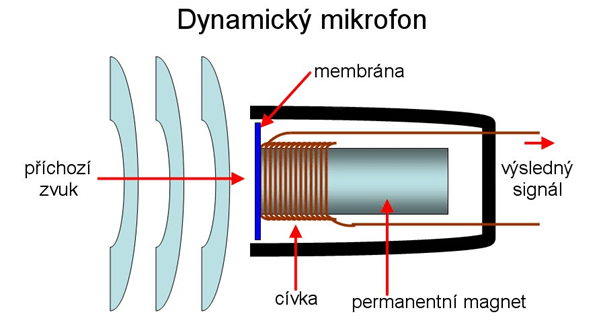 Dynamický mikrofon
membrána
příchozí
zvuk
výsledný
signál
cívka
permanentní magnet